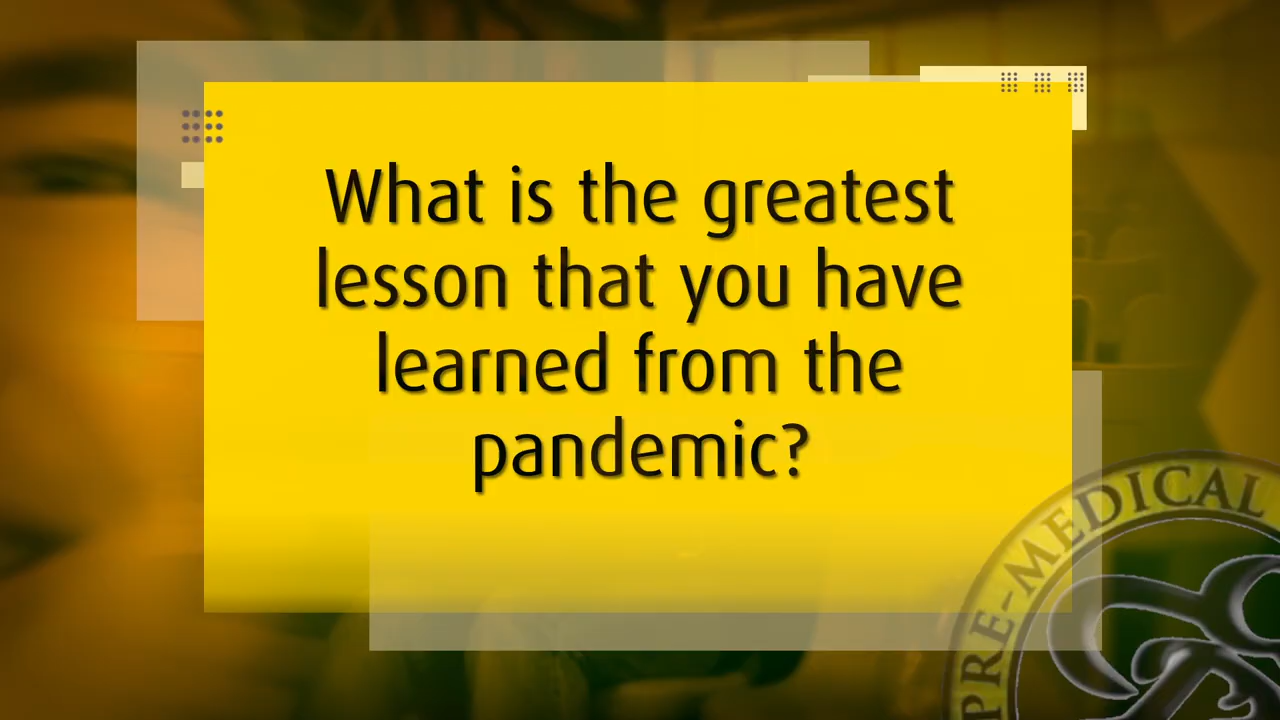 What is the greatest
lesson that you have
learned from the
pandemic?
PRE-MEDICAL